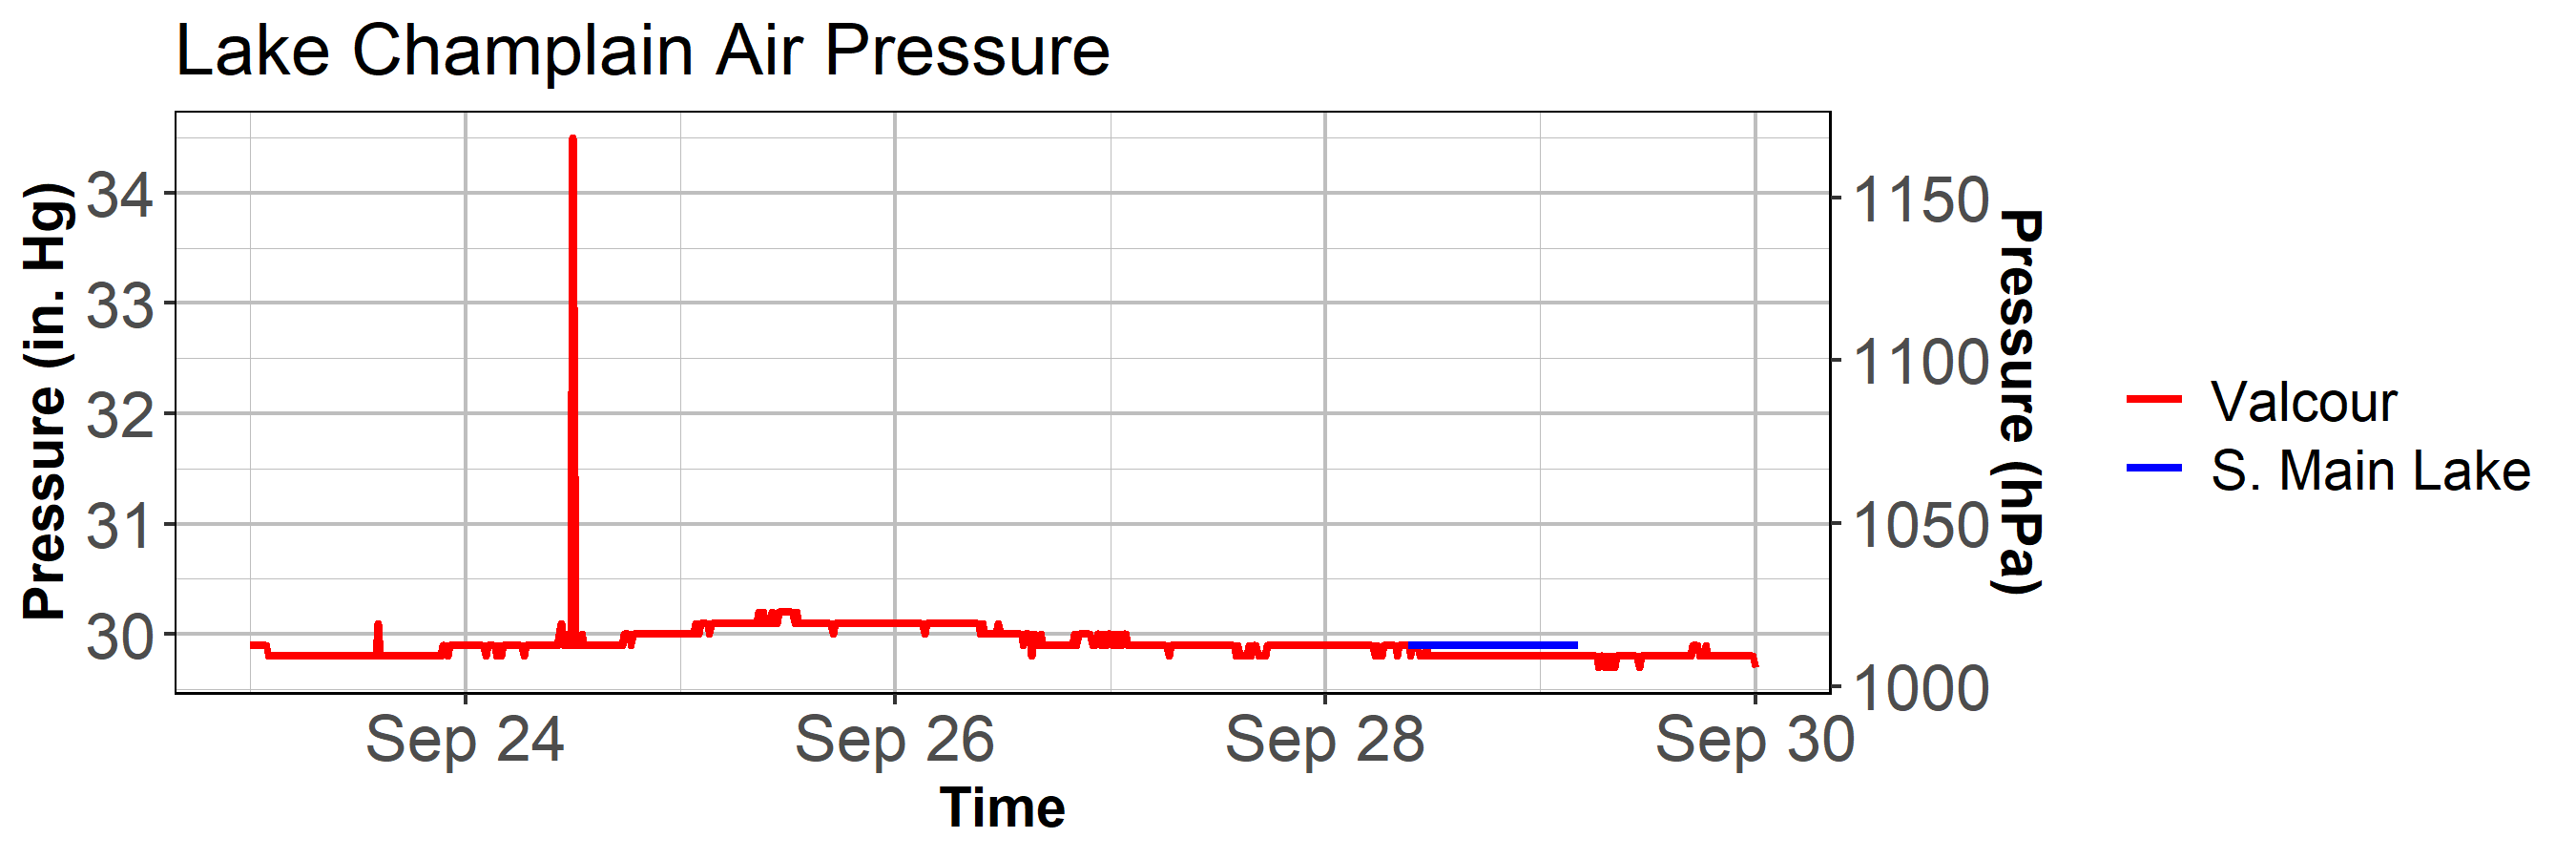 Lake Champlain Air Pressure
Pressure (in. Hg)
34
33
32
31
30
1150
1100
1050
1000
Pressure (hPa)
Sep 24
Sep 26
Sep 28
Sep 30
Time
Valcour
S. Main Lake